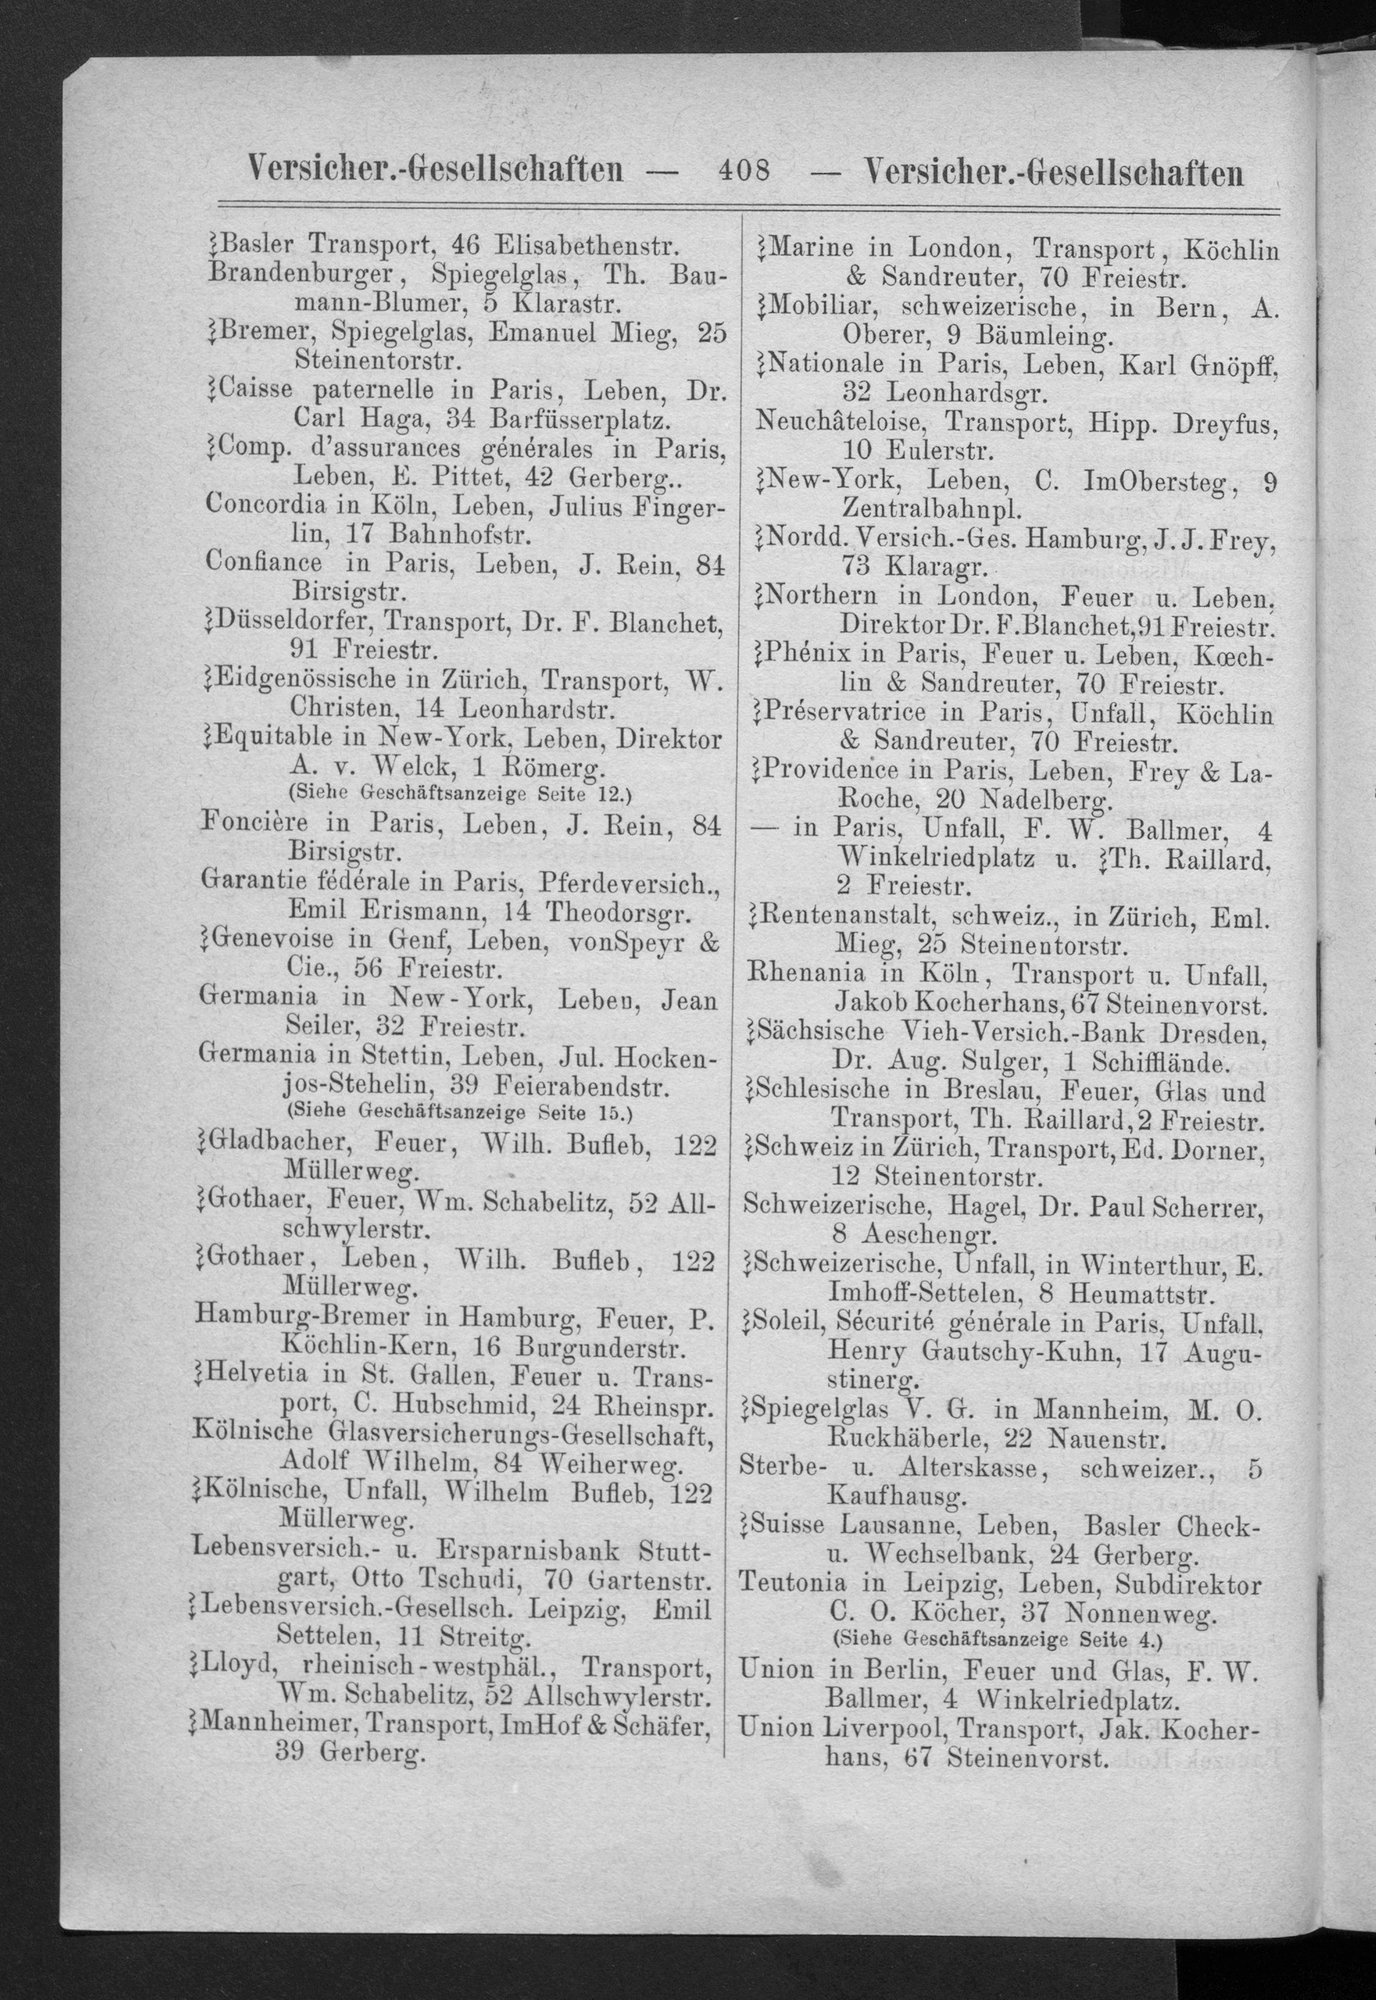 Versicher.-Gesellschaften — 408 — Versicher.-Gesellschaften
⸾Basler Transport, 46 Elisabethenstr.
Brandenburger, Spiegelglas, Th. Bau-
mann-Blumer, 5 Klarastr.
⸾Bremer, Spiegelglas, Emanuel Mieg, 25
Steinentorstr.
⸾Caisse paternelle in Paris, Leben, Dr.
Carl Haga, 34 Barfüsserplatz.
⸾Comp. d'assurances générales in Paris,
Leben, E. Pittet, 42 Gerberg..
Concordia in Köln, Leben, Julius Finger-
lin, 17 Bahnhofstr.
Confiance in Paris, Leben, J. Rein, 84
Birsigstr.
⸾Düsseldorfer, Transport, Dr. F. Blanchet,
91 Freiestr.
⸾Eidgenössische in Zürich, Transport, W.
Christen, 14 Leonhardstr.
⸾Equitable in New-York, Leben, Direktor
A. v. Welck, 1 Römerg.
(Siehe Geschäftsanzeige Seite 12.)
Foncière in Paris, Leben, J. Rein, 84
Birsigstr.
Garantie fédérale in Paris, Pferdeversich.,
Emil Erismann, 14 Theodorsgr.
⸾Genevoise in Genf, Leben, vonSpeyr &
Cie., 56 Freiestr.
Germania in New-York, Leben, Jean
Seiler, 32 Freiestr.
Germania in Stettin, Leben, Jul. Hocken-
jos-Stehelin, 39 Feierabendstr.
(Siehe Geschäftsanzeige Seite 15.)
⸾Gladbacher, Feuer, Wilh. Bufleb, 122
Müllerweg.
⸾Gothaer, Feuer, Wm. Schabelitz, 52 All-
schwylerstr.
⸾Gothaer, Leben, Wilh. Bufleb, 122
Müllerweg.
Hamburg-Bremer in Hamburg, Feuer, P.
Köchlin-Kern, 16 Burgunderstr.
⸾Helvetia in St. Gallen, Feuer u. Trans-
port, C. Hubschmid, 24 Rheinspr.
Kölnische Glasversicherungs-Gesellschaft,
Adolf Wilhelm, 84 Weiherweg.
⸾Kölnische, Unfall, Wilhelm Bufleb, 122
Müllerweg.
Lebensversich.- u. Ersparnisbank Stutt-
gart, Otto Tschudi, 70 Gartenstr.
⸾Lebensversich.-Gesellsch. Leipzig, Emil
Settelen, 11 Streitg.
⸾Lloyd, rheinisch-westphäl., Transport,
Wm. Schabelitz, 52 Allschwylerstr.
⸾Mannheimer, Transport, ImHof & Schäfer,
39 Gerberg.
⸾Marine in London, Transport, Köchlin
& Sandreuter, 70 Freiestr.
⸾Mobiliar, schweizerische, in Bern, A.
Oberer, 9 Bäumleing.
⸾Nationale in Paris, Leben, Karl Gnöpff,
32 Leonhardsgr.
Neuchâteloise, Transport, Hipp. Dreyfus,
10 Eulerstr.
⸾New-York, Leben, C. ImObersteg, 9
Zentralbahnpl.
⸾Nordd. Versich.-Ges. Hamburg, J. J. Frey,
73 Klaragr.
⸾Northern in London, Feuer u. Leben,
Direktor Dr. F. Blanchet, 91 Freiestr.
⸾Phénix in Paris, Feuer u. Leben, Kœch-
lin & Sandreuter, 70 Freiestr.
⸾Préservatrice in Paris, Unfall, Köchlin
& Sandreuter, 70 Freiestr.
⸾Providence in Paris, Leben, Frey & La-
Roche, 20 Nadelberg.
— in Paris, Unfall, F. W. Ballmer, 4
Winkelriedplatz u. ⸾Th. Raillard,
2 Freiestr.
⸾Rentenanstalt, schweiz., in Zürich, Eml.
Mieg, 25 Steinentorstr.
Rhenania in Köln, Transport u. Unfall,
Jakob Kocherhans, 67 Steinenvorst.
⸾Sächsische Vieh-Versich.-Bank Dresden,
Dr. Aug. Sulger, 1 Schifflände.
⸾Schlesische in Breslau, Feuer, Glas und
Transport, Th. Raillard, 2 Freiestr.
⸾Schweiz in Zürich, Transport, Ed. Dorner,
12 Steinentorstr.
Schweizerische, Hagel, Dr. Paul Scherrer,
8 Aeschengr.
⸾Schweizerische, Unfall, in Winterthur, E.
Imhoff-Settelen, 8 Heumattstr.
⸾Soleil, Sécurité générale in Paris, Unfall,
Henry Gautschy-Kuhn, 17 Augu-
stinerg.
⸾Spiegelglas V. G. in Mannheim, M. O.
Ruckhäberle, 22 Nauenstr.
Sterbe- u. Alterskasse, schweizer., 5
Kaufhausg.
⸾Suisse Lausanne, Leben, Basler Check-
u. Wechselbank, 24 Gerberg.
Teutonia in Leipzig, Leben, Subdirektor
C. O. Köcher, 37 Nonnenweg.
(Siehe Geschäftsanzeige Seite 4.)
Union in Berlin, Feuer und Glas, F. W.
Ballmer, 4 Winkelriedplatz.
Union Liverpool, Transport, Jak. Kocher-
hans, 67 Steinenvorst.